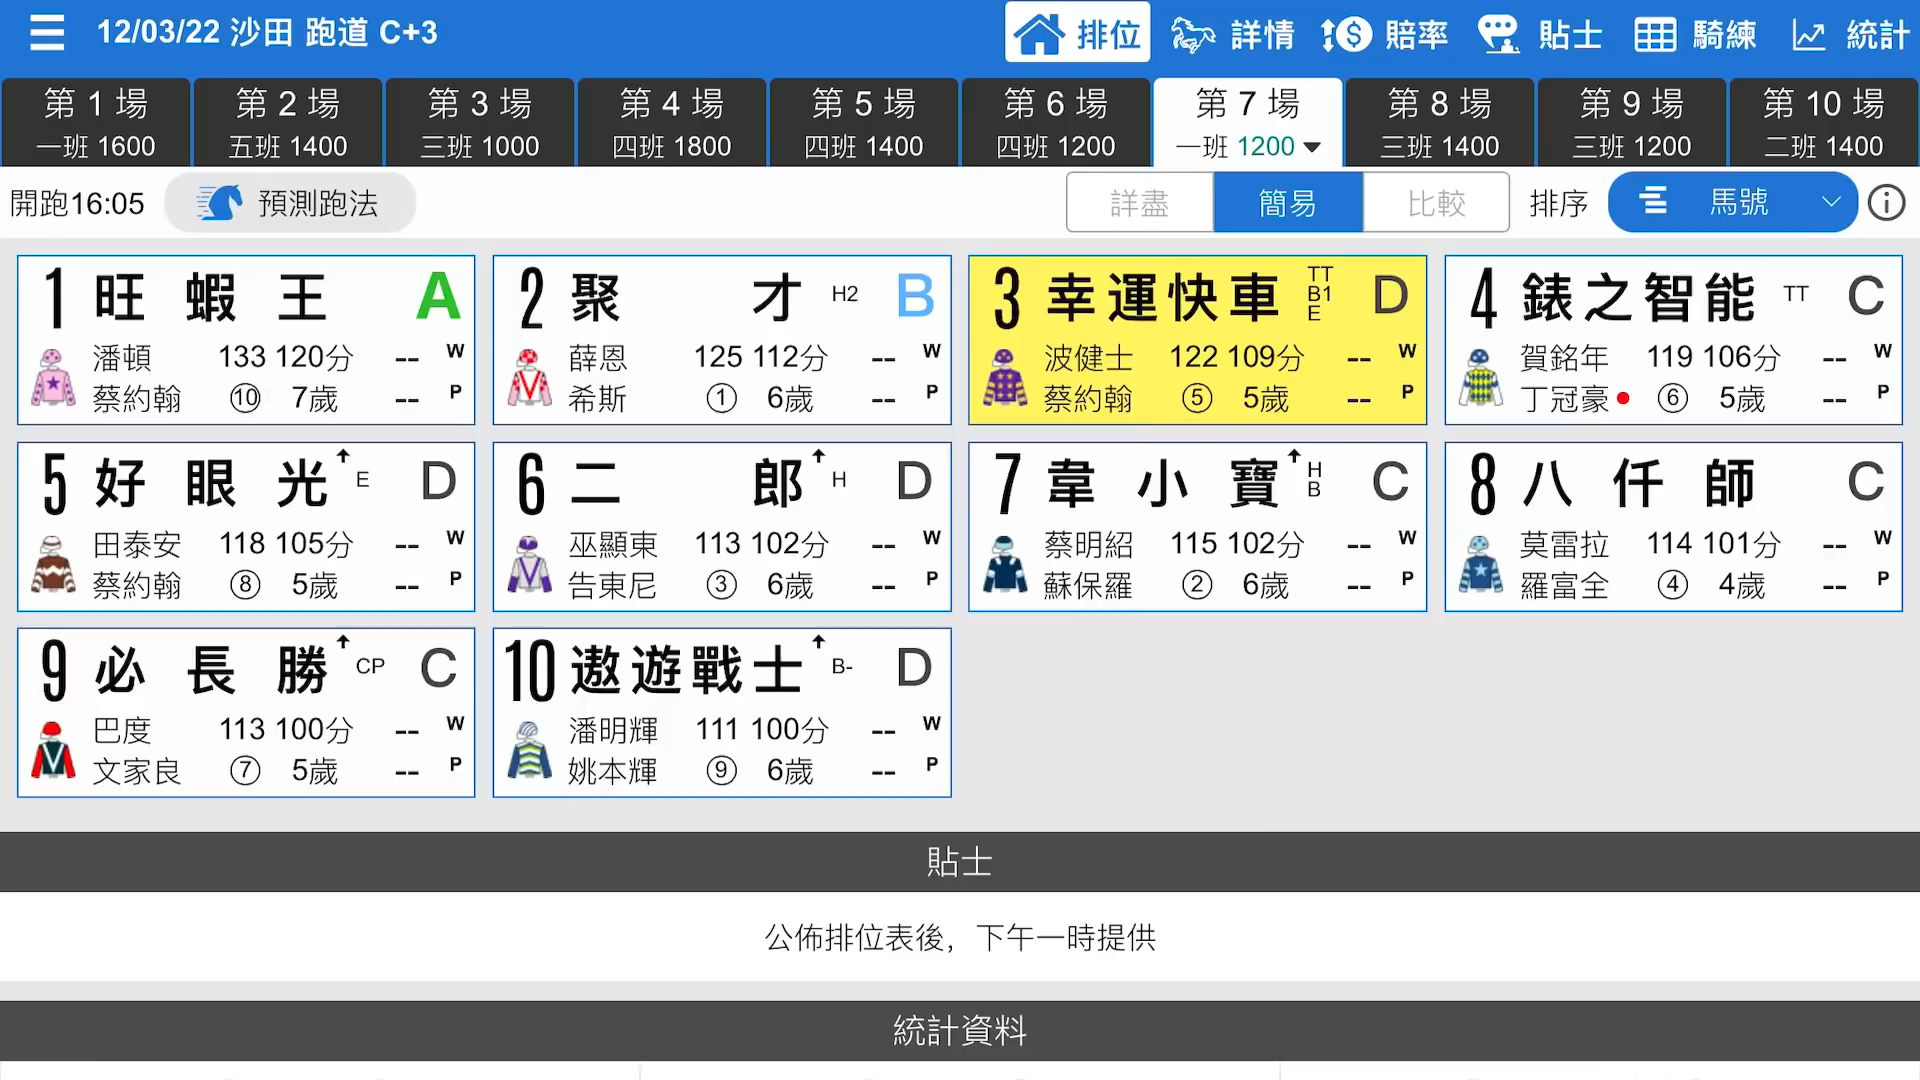 12/03/22 沙田 跑道 C+3
排位 詳情 賠率 貼士 騎練 統計
第 1 場 第 2 場 第 3 場 第 4 場 第 5 場 第 6 場 第 7 場 第 8 場 第 9 場 第 10 場
一班 1600 五班 1400 三班 1000 四班 1800 四班 1400 四班 1200 一班 1200 三班 1400 三班 1200 二班 1400
開跑16:05 預測跑法 詳盡 簡易 比較 排序 馬號
1 旺蝦王 A
潘頓 133 120分 -- W
蔡約翰 ⑩ 7歲 -- P
2 聚才 H2 B
薛恩 125 112分 -- W
希斯 ① 6歲 -- P
3 幸運快車 TT B1 E D
波健士 122 109分 -- W
蔡約翰 ⑤ 5歲 -- P
4 錶之智能 TT C
賀銘年 119 106分 -- W
丁冠豪 ⑥ 5歲 -- P
5 好眼光 E D
田泰安 118 105分 -- W
蔡約翰 ⑧ 5歲 -- P
6 二郎 H D
巫顯東 113 102分 -- W
告東尼 ③ 6歲 -- P
7 韋小寶 H B C
蔡明紹 115 102分 -- W
蘇保羅 ② 6歲 -- P
8 八仟師 C
莫雷拉 114 101分 -- W
羅富全 ④ 4歲 -- P
9 必長勝 CP C
巴度 113 100分 -- W
文家良 ⑦ 5歲 -- P
10 遨遊戰士 B- D
潘明輝 111 100分 -- W
姚本輝 ⑨ 6歲 -- P
貼士
公佈排位表後，下午一時提供
統計資料